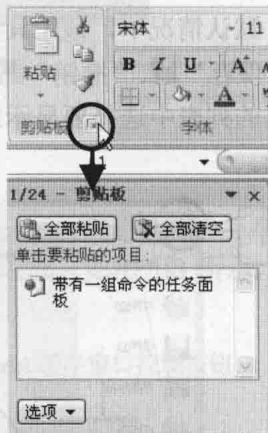 宋体
11
粘贴
B I U A A
A
剪贴板
字体
1
1/24 - 剪贴板
全部粘贴
全部清空
单击要粘贴的项目：
带有一组命令的任务面
板
选项